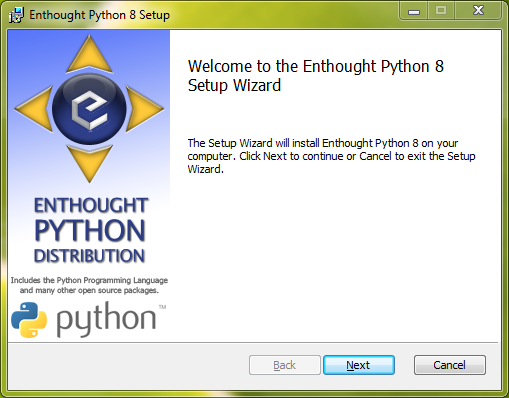 Enthought Python 8 Setup
Welcome to the Enthought Python 8
Setup Wizard
The Setup Wizard will install Enthought Python 8 on your
computer. Click Next to continue or Cancel to exit the Setup
Wizard.
ENTHOUGHT
PYTHON
DISTRIBUTION
Includes the Python Programming Language
and many other open source packages.
python™
Back
Next
Cancel